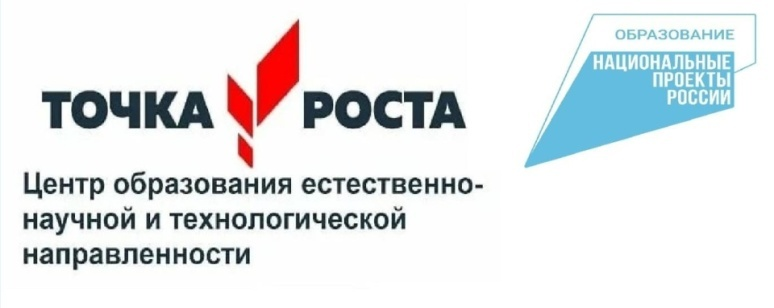 ТОЧКА РОСТА
Центр образования естественно-
научной и технологической
направленности
ОБРАЗОВАНИЕ
НАЦИОНАЛЬНЫЕ
ПРОЕКТЫ
РОССИИ